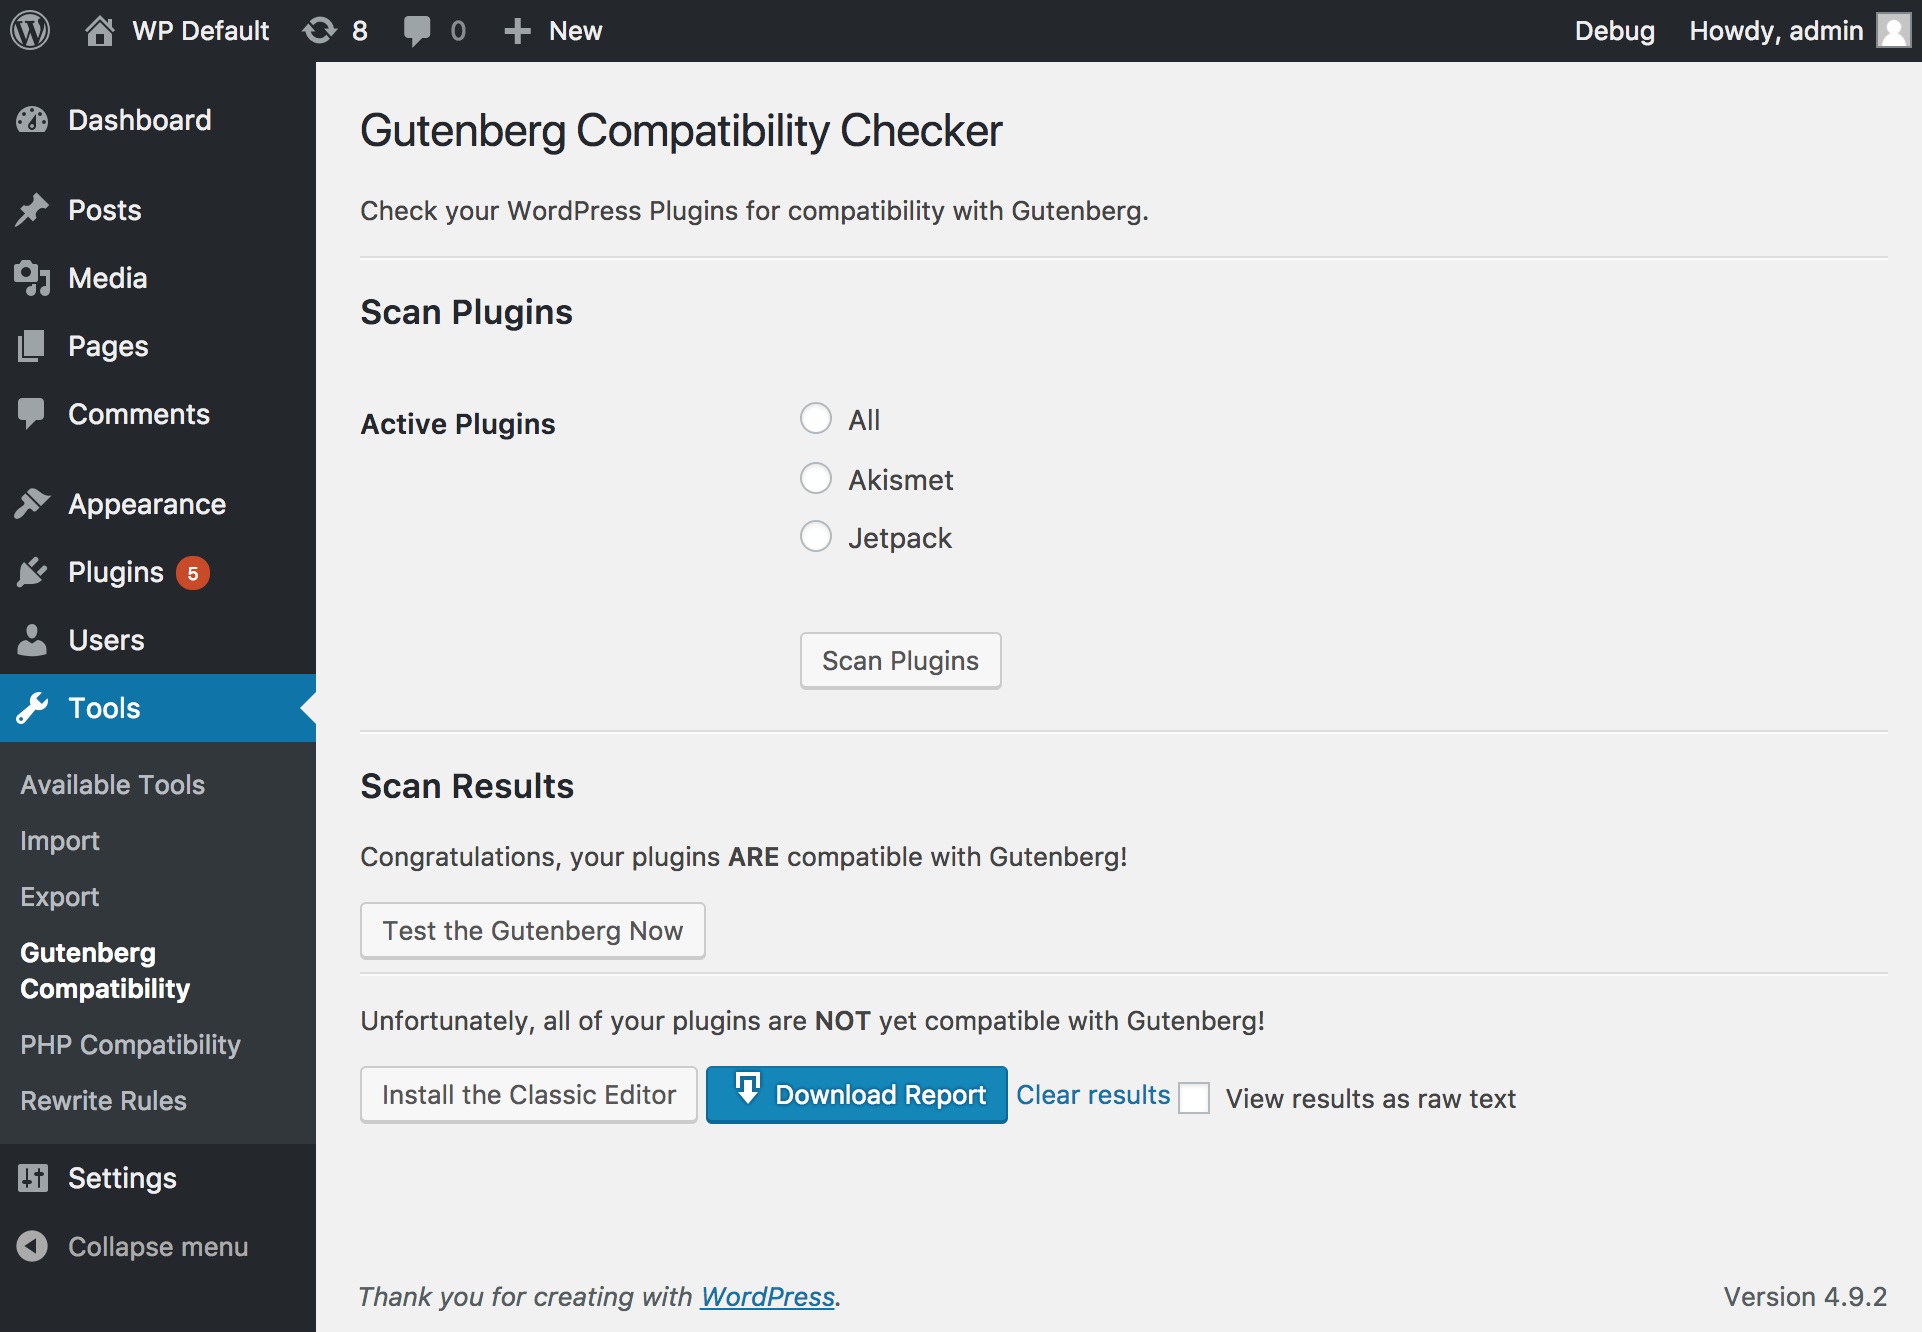 WP Default 8 0 New Debug Howdy, admin
Dashboard
Posts
Media
Pages
Comments
Appearance
Plugins 5
Users
Tools
Available Tools
Import
Export
Gutenberg
Compatibility
PHP Compatibility
Rewrite Rules
Settings
Collapse menu
Gutenberg Compatibility Checker
Check your WordPress Plugins for compatibility with Gutenberg.
Scan Plugins
Active Plugins
All
Akismet
Jetpack
Scan Plugins
Scan Results
Congratulations, your plugins ARE compatible with Gutenberg!
Test the Gutenberg Now
Unfortunately, all of your plugins are NOT yet compatible with Gutenberg!
Install the Classic Editor Download Report Clear results View results as raw text
Thank you for creating with WordPress. Version 4.9.2